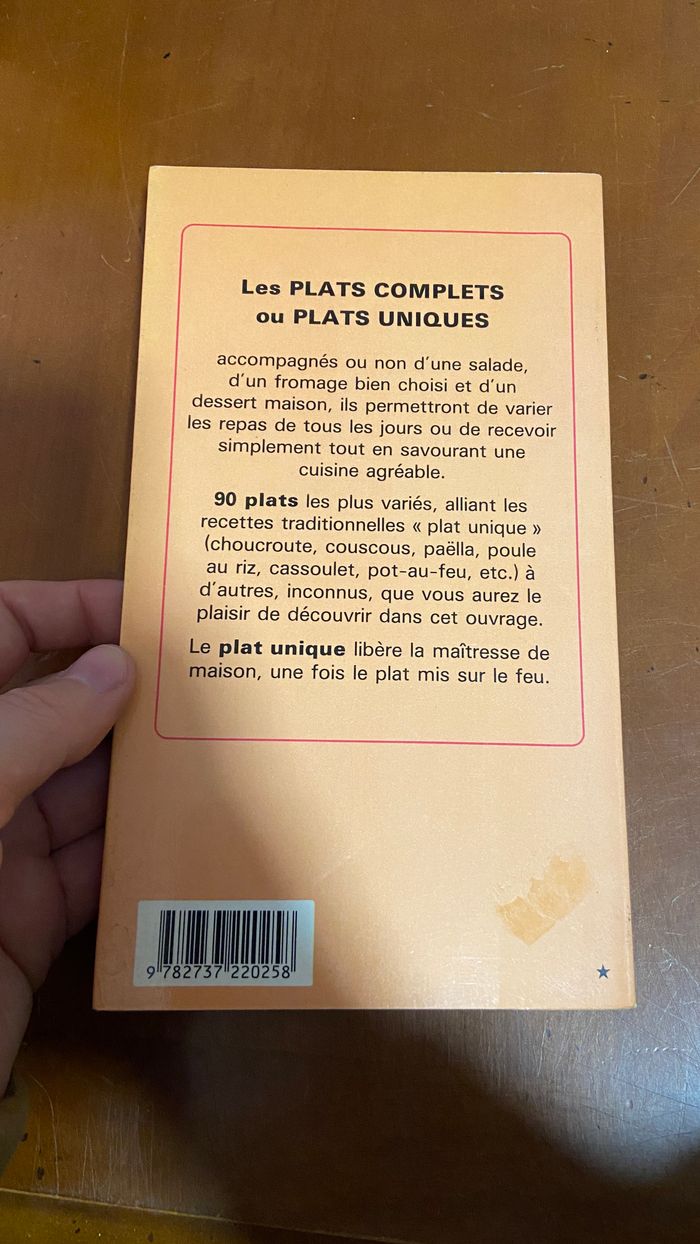 Les PLATS COMPLETS
ou PLATS UNIQUES
accompagnés ou non d'une salade,
d'un fromage bien choisi et d'un
dessert maison, ils permettront de varier
les repas de tous les jours ou de recevoir
simplement tout en savourant une
cuisine agréable.
90 plats les plus variés, alliant les
recettes traditionnelles « plat unique »
(choucroute, couscous, paëlla, poule
au riz, cassoulet, pot-au-feu, etc.) à
d'autres, inconnus, que vous aurez le
plaisir de découvrir dans cet ouvrage.
Le plat unique libère la maîtresse de
maison, une fois le plat mis sur le feu.
9 782737 220258